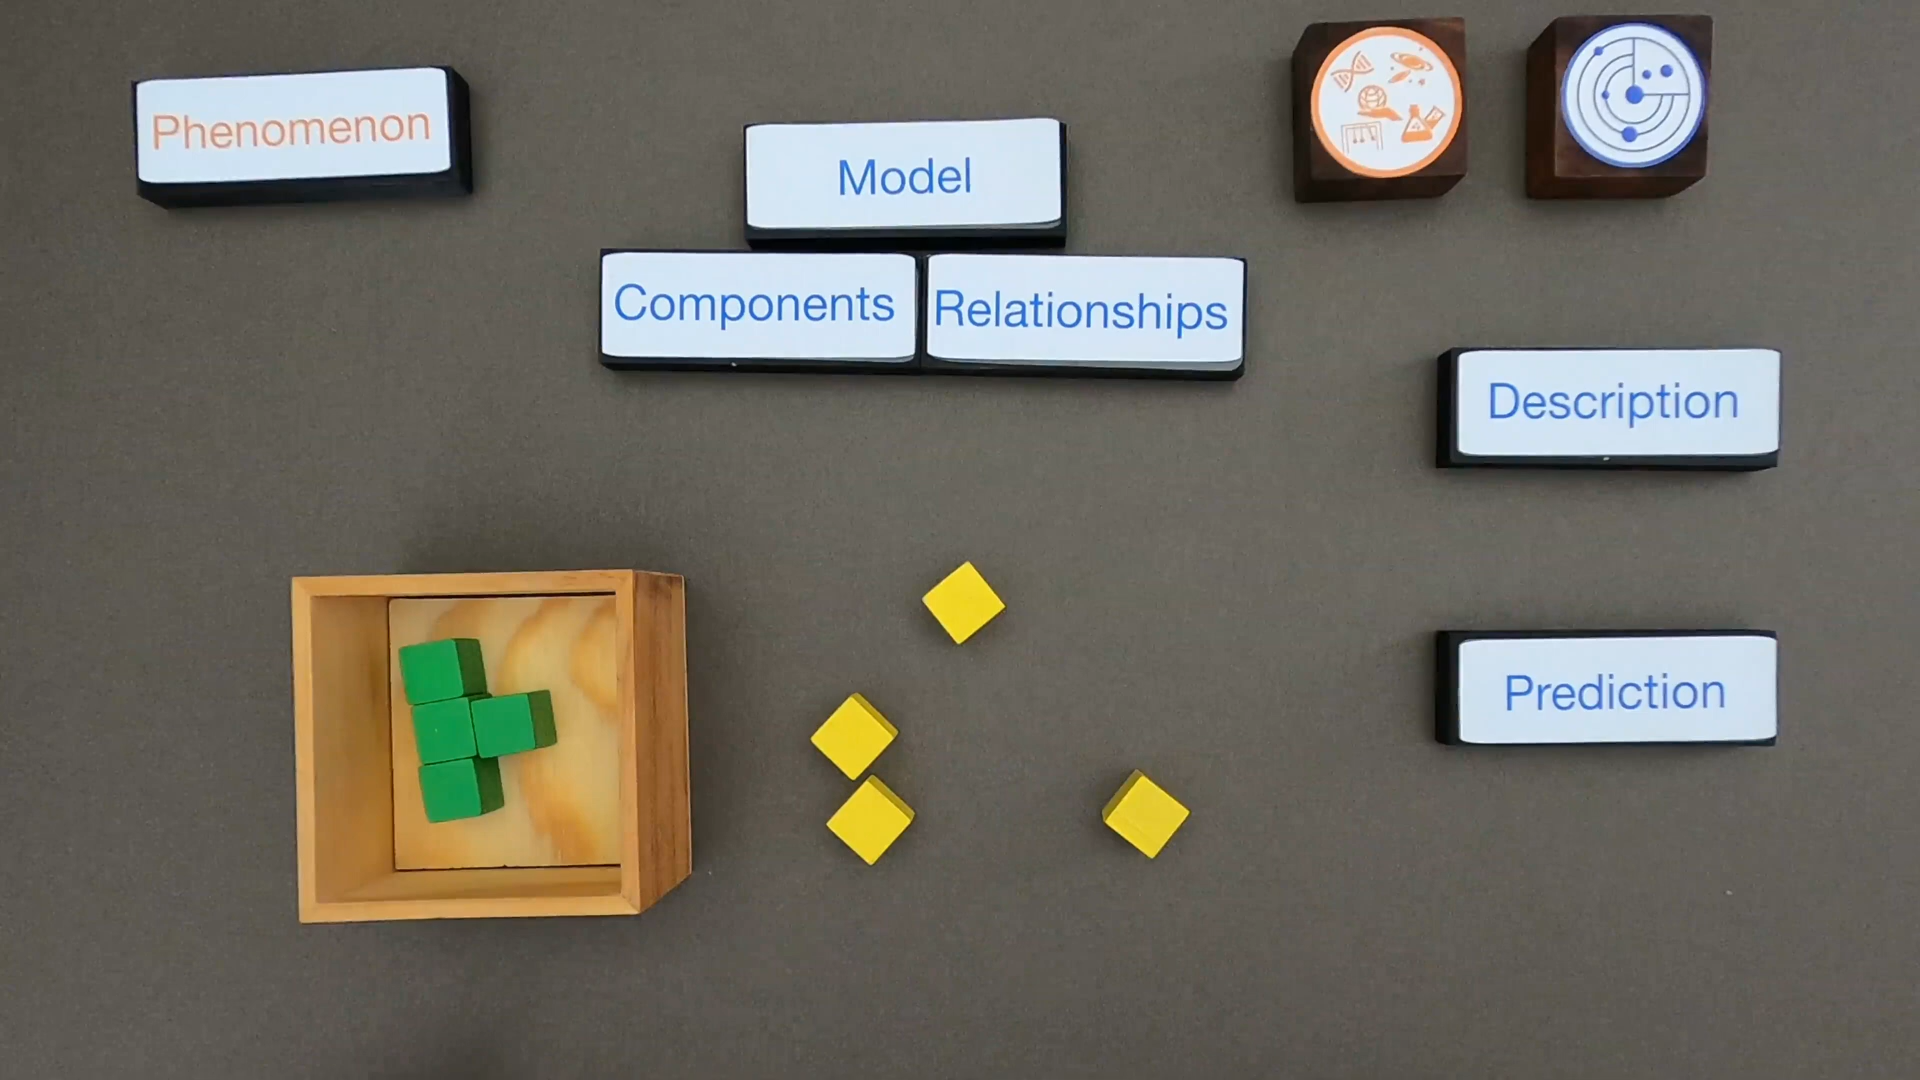 Phenomenon
Model
Components
Relationships
Description
Prediction